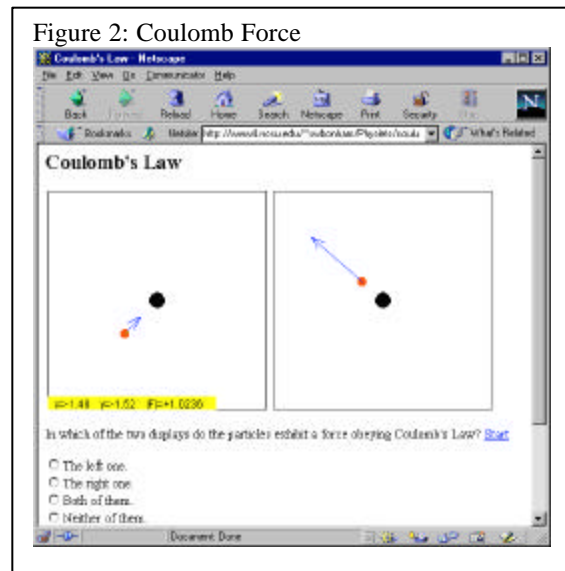 Figure 2: Coulomb Force
Coulomb's Law - Netscape
File Edit View Go Communicator Help
Back Reload Home Search Netscape Print Security
Bookmarks What's Related
Coulomb's Law
In which of the two displays do the particles exhibit a force obeying Coulomb's Law? Start
The left one.
The right one
Both of them.
Neither of them.
Document Done